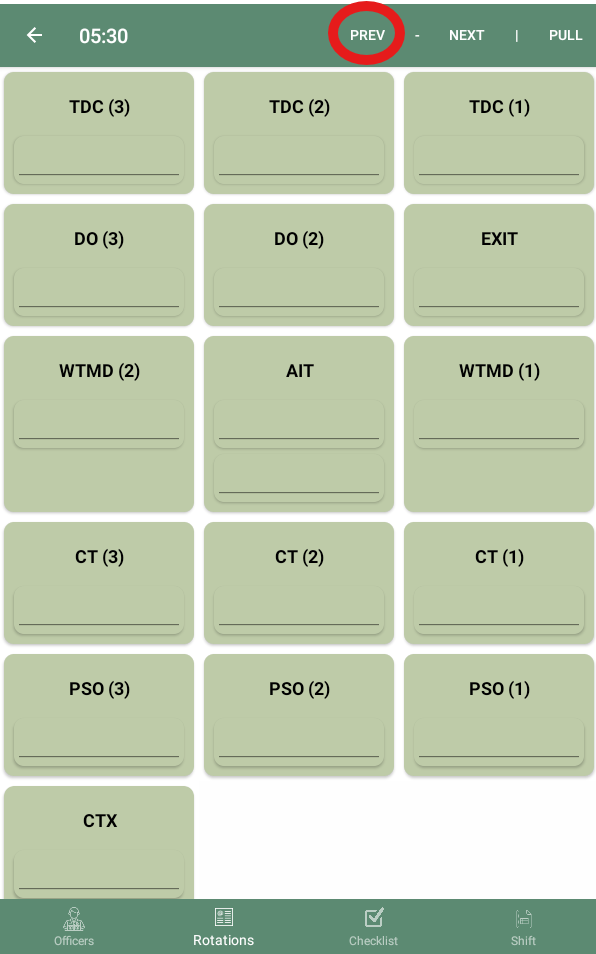 05:30 PREV - NEXT | PULL
TDC (3) TDC (2) TDC (1)
DO (3) DO (2) EXIT
WTMD (2) AIT WTMD (1)
CT (3) CT (2) CT (1)
PSO (3) PSO (2) PSO (1)
CTX
Officers Rotations Checklist Shift